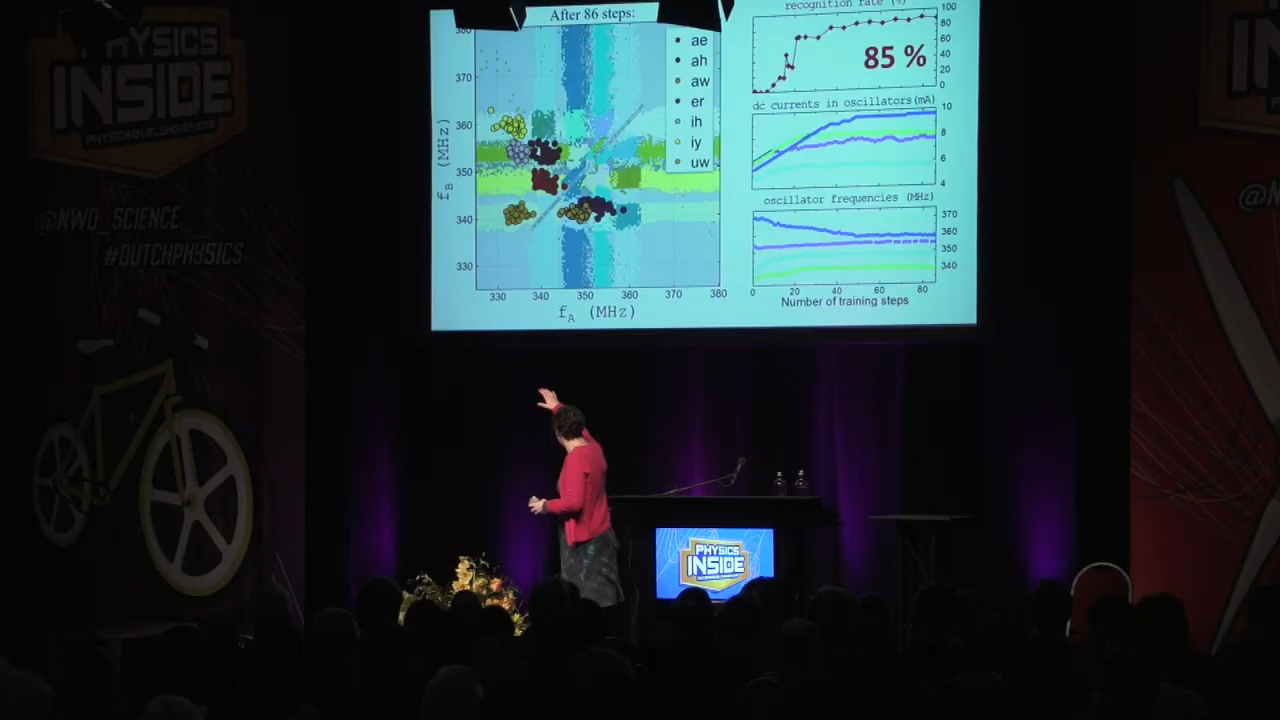 PHYSICS
INSIDE
PHYSICS@VELDHOVEN2018
@NWO_SCIENCE
#DUTCHPHYSICS
After 86 steps:
380
370
360
350
340
330
f_B (MHz)
330
340
350
360
370
380
f_A (MHz)
ae
ah
aw
er
ih
iy
uw
recognition rate (%)
100
80
60
40
20
0
85 %
dc currents in oscillators (mA)
10
8
6
4
oscillator frequencies (MHz)
370
360
350
340
0
20
40
60
80
Number of training steps
PHYSICS
INSIDE